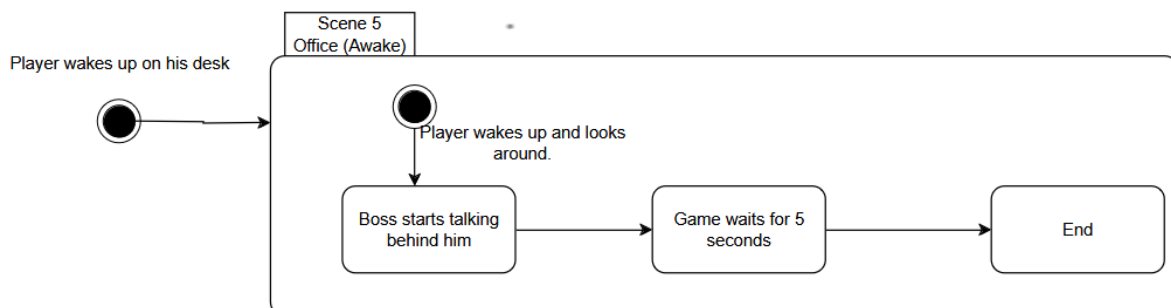 Scene 5
Office (Awake)
Player wakes up on his desk
Player wakes up and looks
around.
Boss starts talking
behind him
Game waits for 5
seconds
End